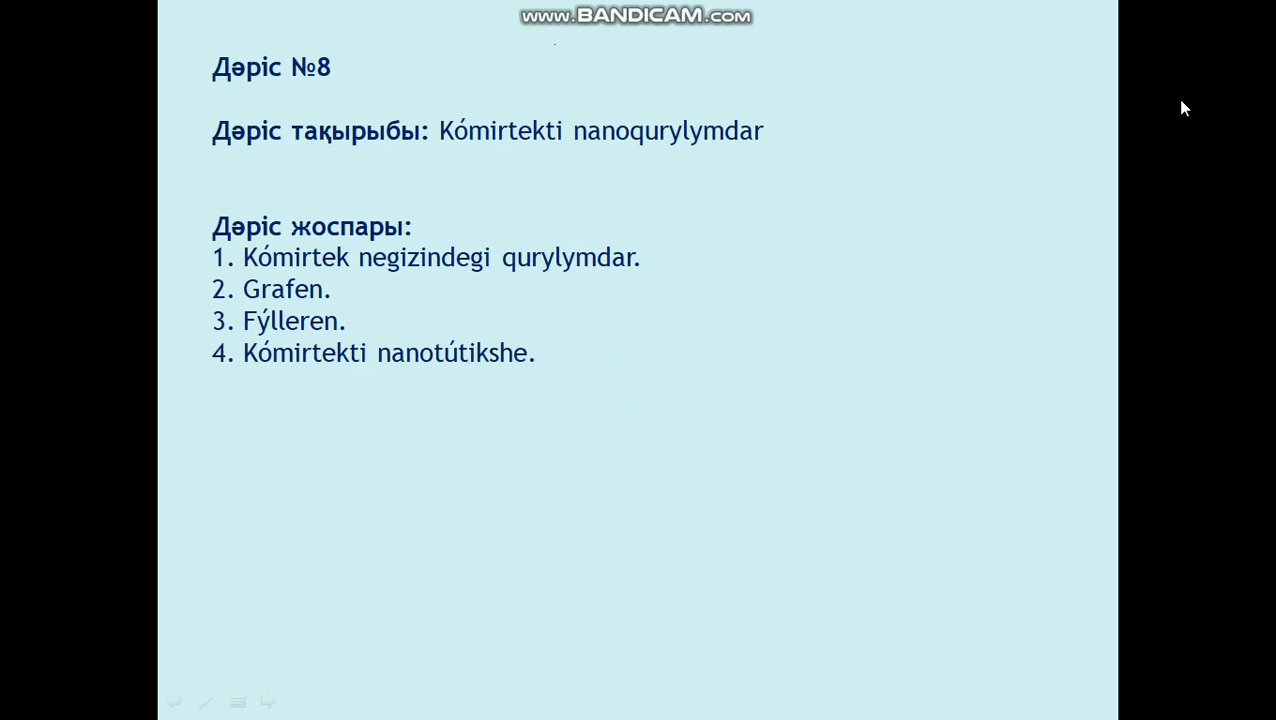 www.BANDICAM.com
Дәріс №8
Дәріс тақырыбы: Kómirtekti nanoqurylymdar
Дәріс жоспары:
1. Kómirtek negizindegi qurylymdar.
2. Grafen.
3. Fýlleren.
4. Kómirtekti nanotútikshe.